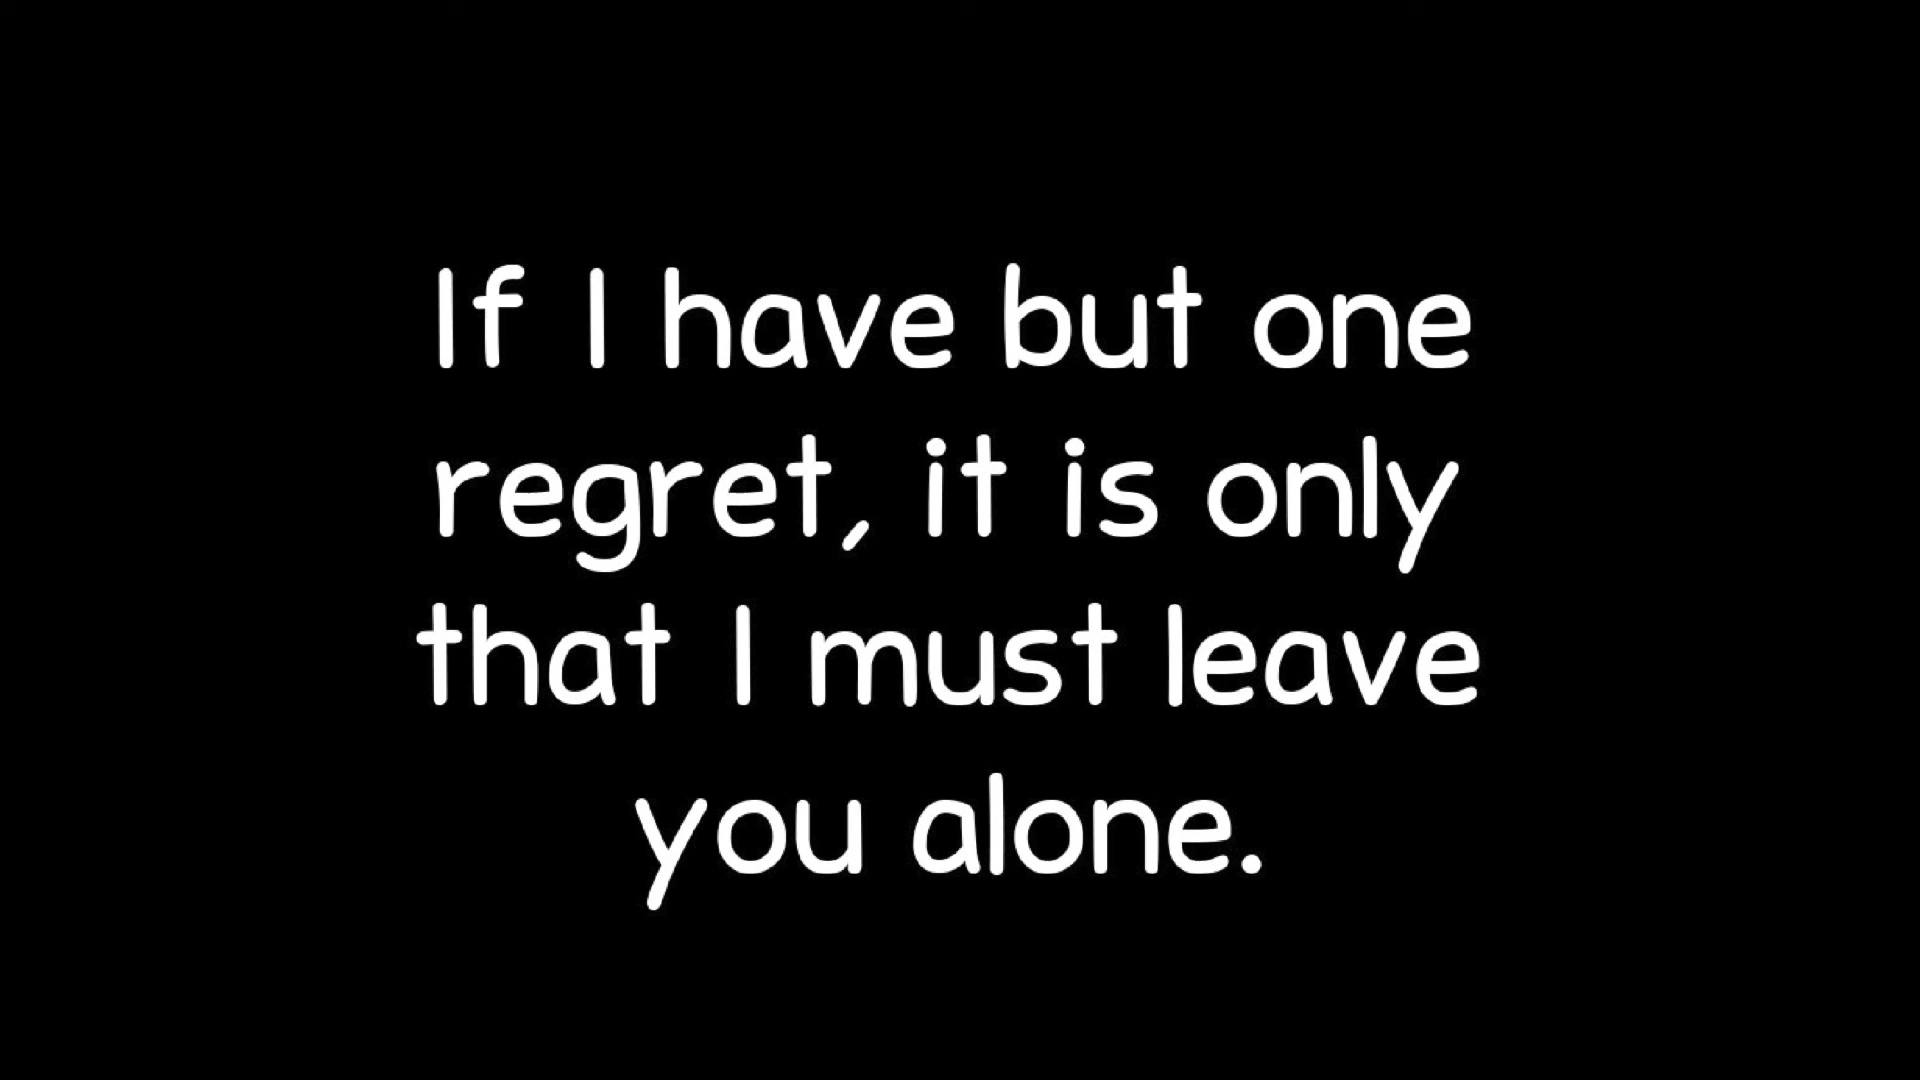 If I have but one
regret, it is only
that I must leave
you alone.